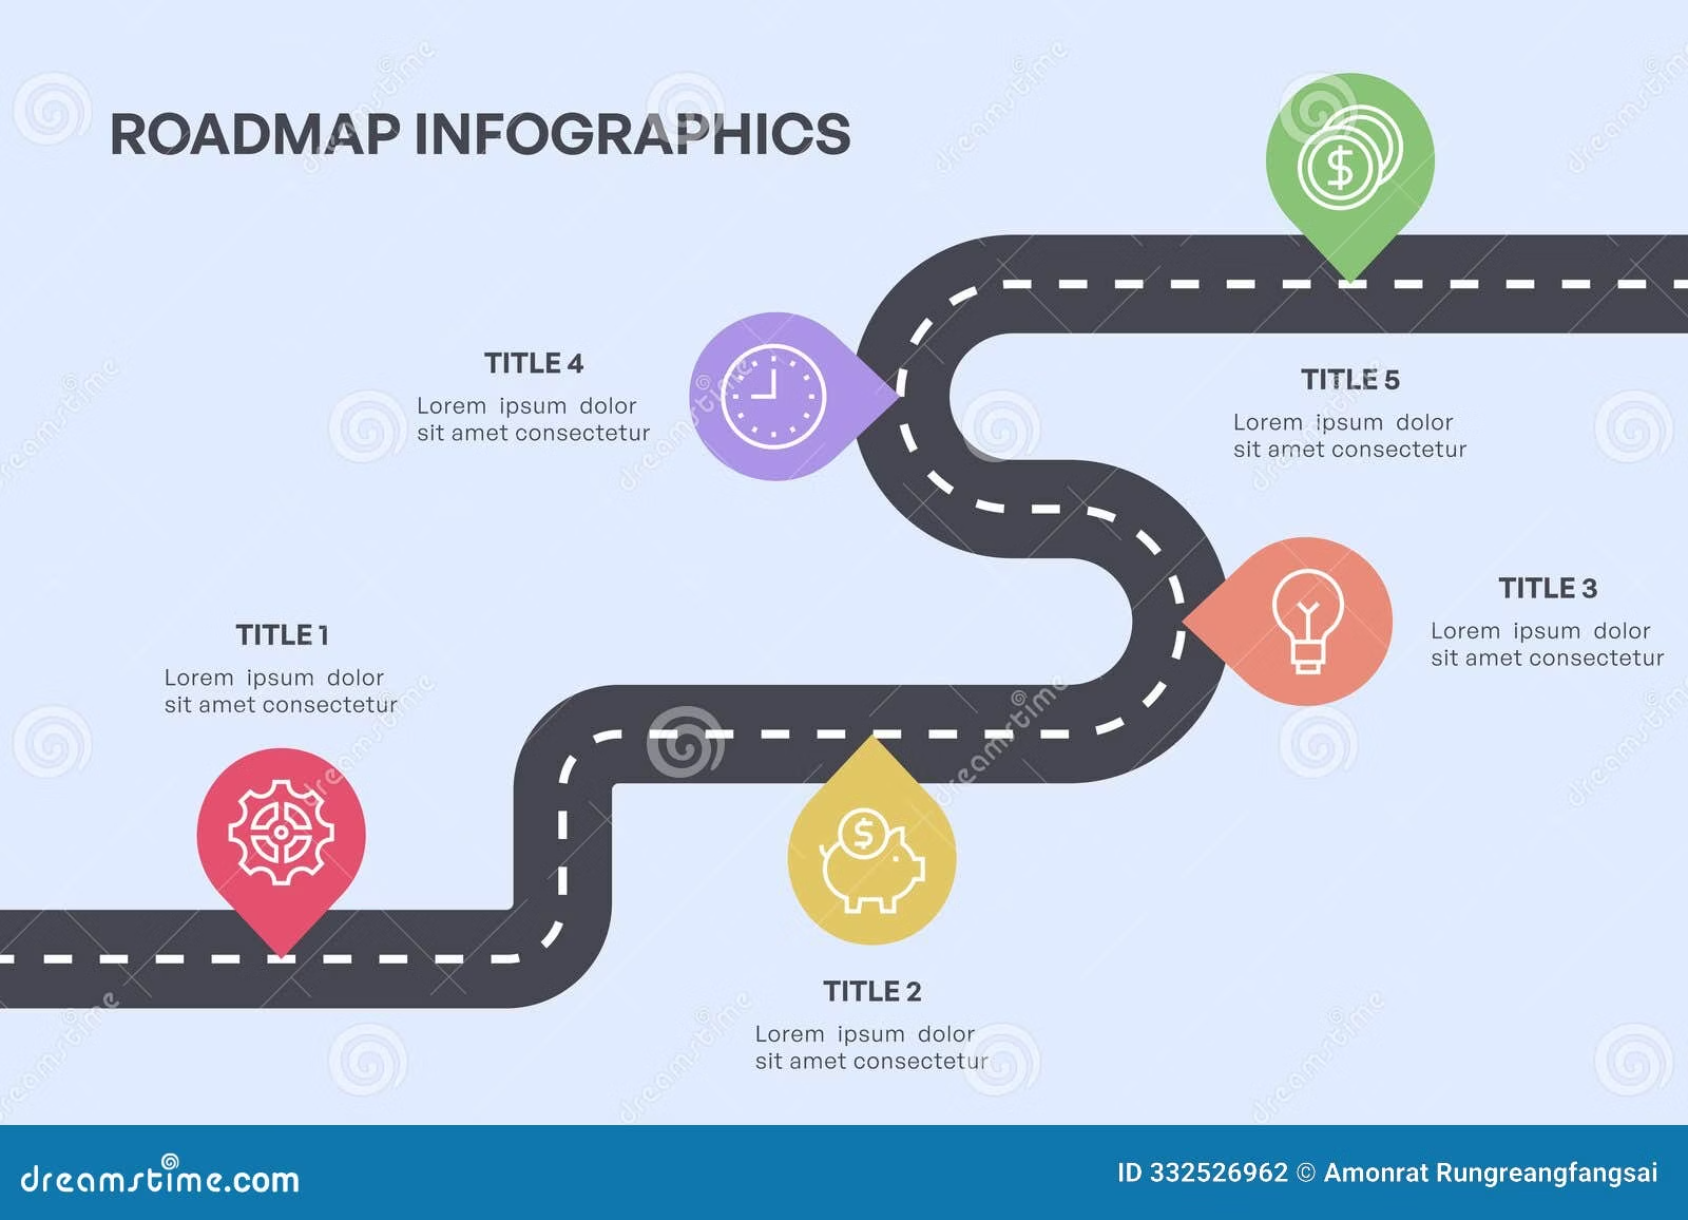 ROADMAP INFOGRAPHICS
TITLE 1
Lorem ipsum dolor
sit amet consectetur
TITLE 2
Lorem ipsum dolor
sit amet consectetur
TITLE 3
Lorem ipsum dolor
sit amet consectetur
TITLE 4
Lorem ipsum dolor
sit amet consectetur
TITLE 5
Lorem ipsum dolor
sit amet consectetur
$
$
dreamstime
dreamstime.com
ID 332526962 © Amonrat Rungreangfangsai